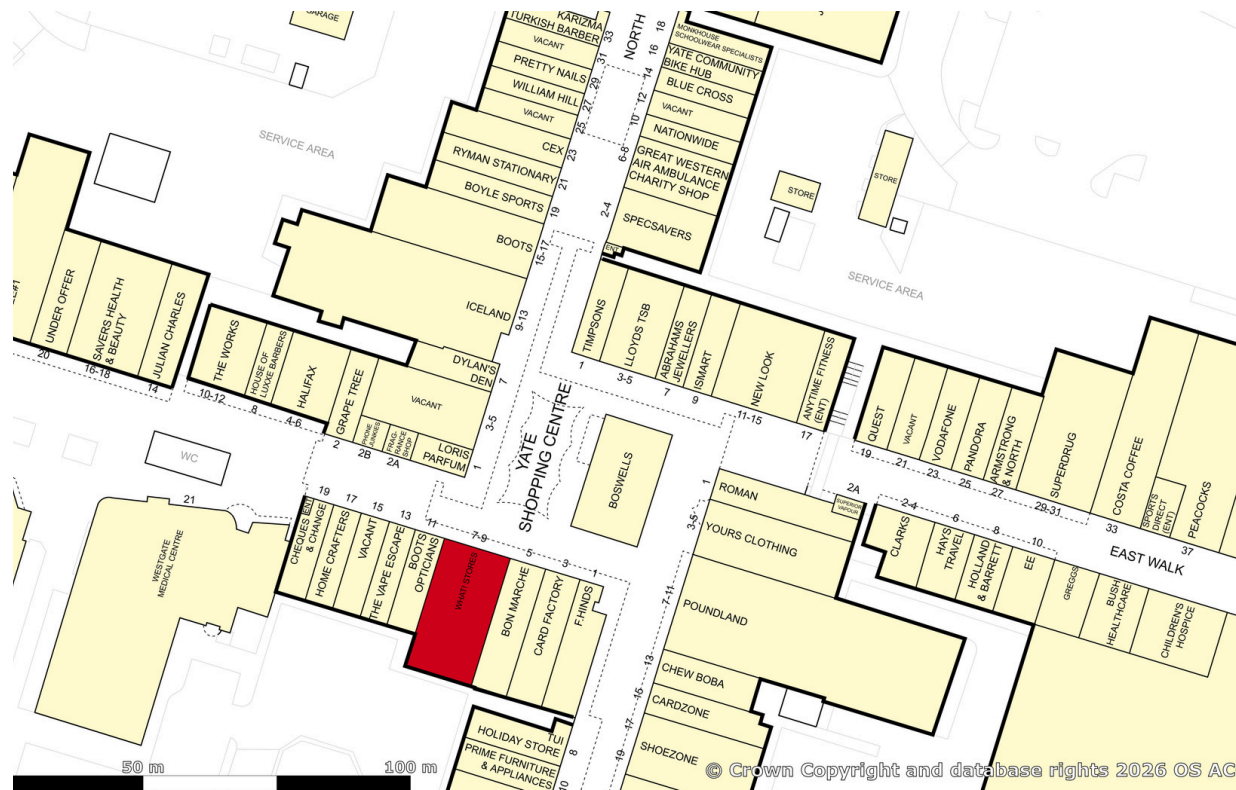 GARAGE
KARIZMA
TURKISH BARBER
33
VACANT
31
PRETTY NAILS
29
WILLIAM HILL
27
VACANT
25
CEX
23
RYMAN STATIONARY
21
BOYLE SPORTS
19
BOOTS
15-17
ICELAND
9-13
DYLAN'S
DEN
7
VACANT
3-5
LORIS
PARFUM
1
NORTH
18
MONKHOUSE
SCHOOLWEAR SPECIALISTS
16
YATE COMMUNITY
BIKE HUB
14
BLUE CROSS
12
VACANT
10
NATIONWIDE
6-8
GREAT WESTERN
AIR AMBULANCE
CHARITY SHOP
2-4
SPECSAVERS
ENT
SERVICE AREA
STORE
STORE
SERVICE AREA
UNDER OFFER
20
SAVERS HEALTH
& BEAUTY
16-18
JULIAN CHARLES
14
THE WORKS
10-12
HOUSE OF
LUXXE BARBERS
8
HALIFAX
4-6
GRAPE TREE
2
PHONE
JUNKIES
2B
FRAG-
RANCE
SHOP
2A
TIMPSONS
1
LLOYDS TSB
3-5
ABRAHAMS
JEWELLERS
7
ISMART
9
NEW LOOK
11-15
ANYTIME FITNESS
(ENT)
17
QUEST
19
VACANT
21
VODAFONE
23
PANDORA
25
ARMSTRONG
& NORTH
27
SUPERDRUG
29-31
COSTA COFFEE
33
SPORTS
DIRECT
(ENT)
PEACOCKS
37
YATE
SHOPPING CENTRE
BOSWELLS
WC
21
WESTGATE
MEDICAL CENTRE
19
ENT
CHEQUES
& CHANGE
17
HOME CRAFTERS
15
VACANT
13
THE VAPE ESCAPE
11
BOOTS
OPTICIANS
7-9
WHAT! STORES
5
BON MARCHE
3
CARD FACTORY
1
F.HINDS
1
ROMAN
3-5
YOURS CLOTHING
7-11
POUNDLAND
13
CHEW BOBA
15
CARDZONE
17
SHOEZONE
19
2A
SUPERIOR
VAPOUR
2-4
CLARKS
6
HAYS
TRAVEL
8
HOLLAND
& BARRETT
10
EE
GREGGS
BUSH
HEALTHCARE
CHILDREN'S
HOSPICE
EAST WALK
TUI
HOLIDAY STORE
8
PRIME FURNITURE
& APPLIANCES
10
50 m
100 m
© Crown Copyright and database rights 2026 OS AC